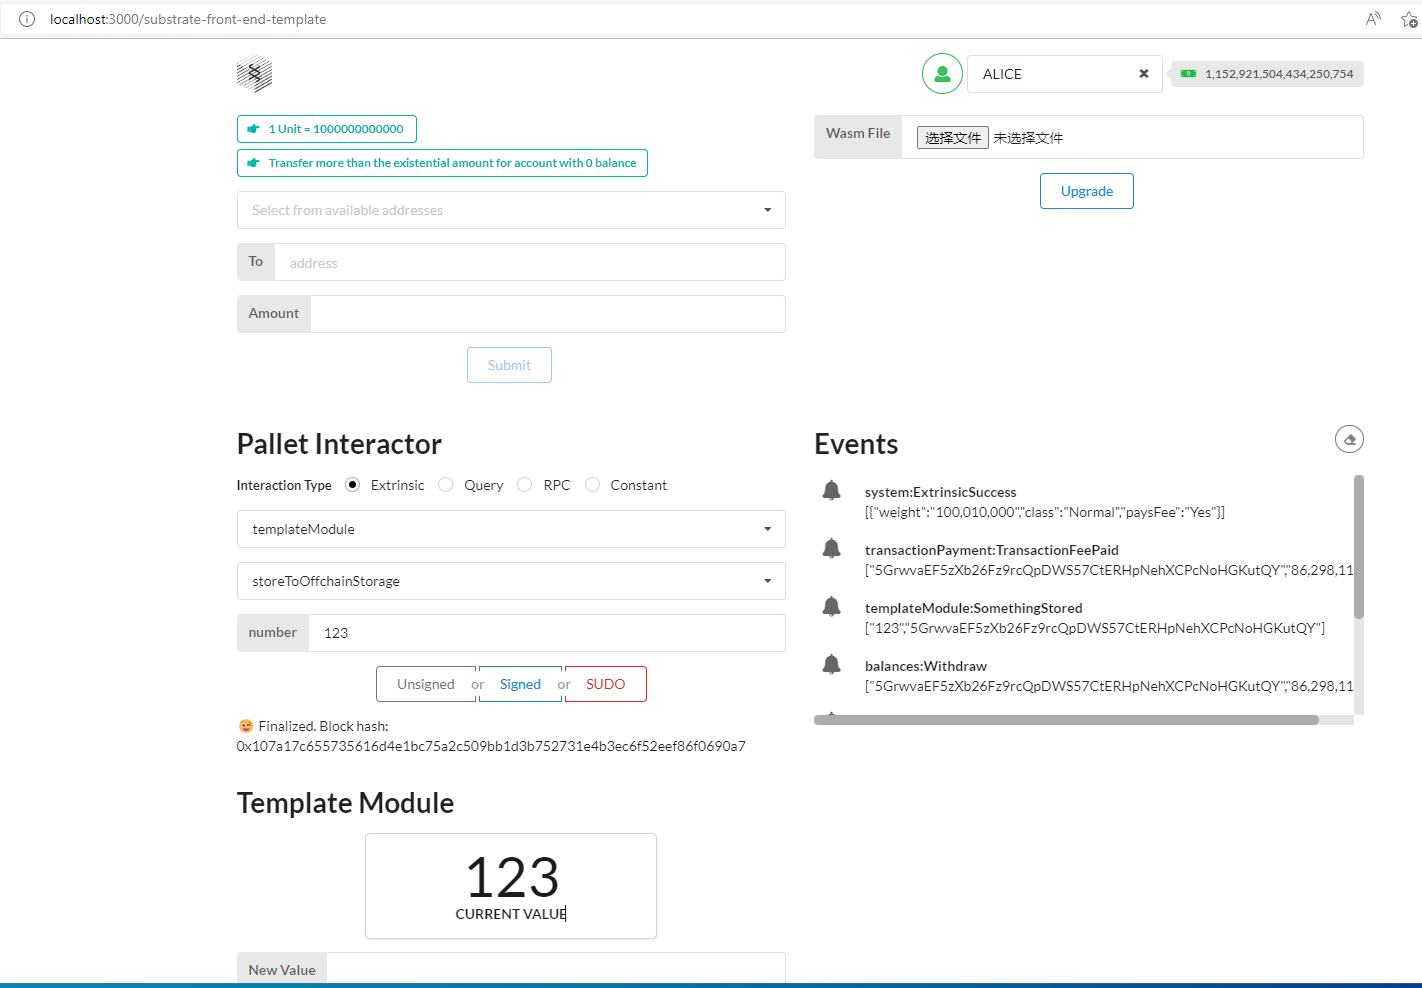 localhost:3000/substrate-front-end-template
ALICE
1,152,921,504,434,250,754
1 Unit = 1000000000000
Transfer more than the existential amount for account with 0 balance
Select from available addresses
To
address
Amount
Submit
Wasm File
选择文件 未选择文件
Upgrade
Pallet Interactor
Interaction Type Extrinsic Query RPC Constant
templateModule
storeToOffchainStorage
number 123
Unsigned or Signed or SUDO
Finalized. Block hash:
0x107a17c655735616d4e1bc75a2c509bb1d3b752731e4b3ec6f52eef86f0690a7
Events
system:ExtrinsicSuccess
[{"weight":"100,010,000","class":"Normal","paysFee":"Yes"}]
transactionPayment:TransactionFeePaid
["5GrwvaEF5zXb26Fz9rcQpDWS57CtERHpNehXCPcNoHGKutQY","86,298,11
templateModule:SomethingStored
["123","5GrwvaEF5zXb26Fz9rcQpDWS57CtERHpNehXCPcNoHGKutQY"]
balances:Withdraw
["5GrwvaEF5zXb26Fz9rcQpDWS57CtERHpNehXCPcNoHGKutQY","86,298,11
Template Module
123
CURRENT VALUE
New Value